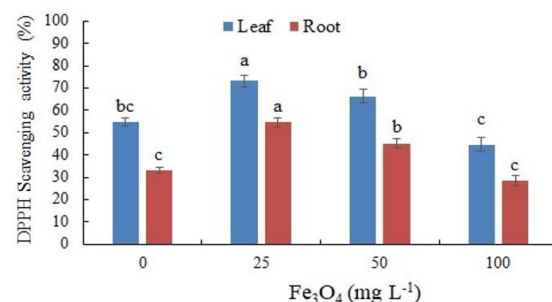 Leaf Root
DPPH Scavenging activity (%)
100
90
80
70
60
50
40
30
20
10
0
bc
c
a
a
b
b
c
c
0 25 50 100
Fe₃O₄ (mg L⁻¹)